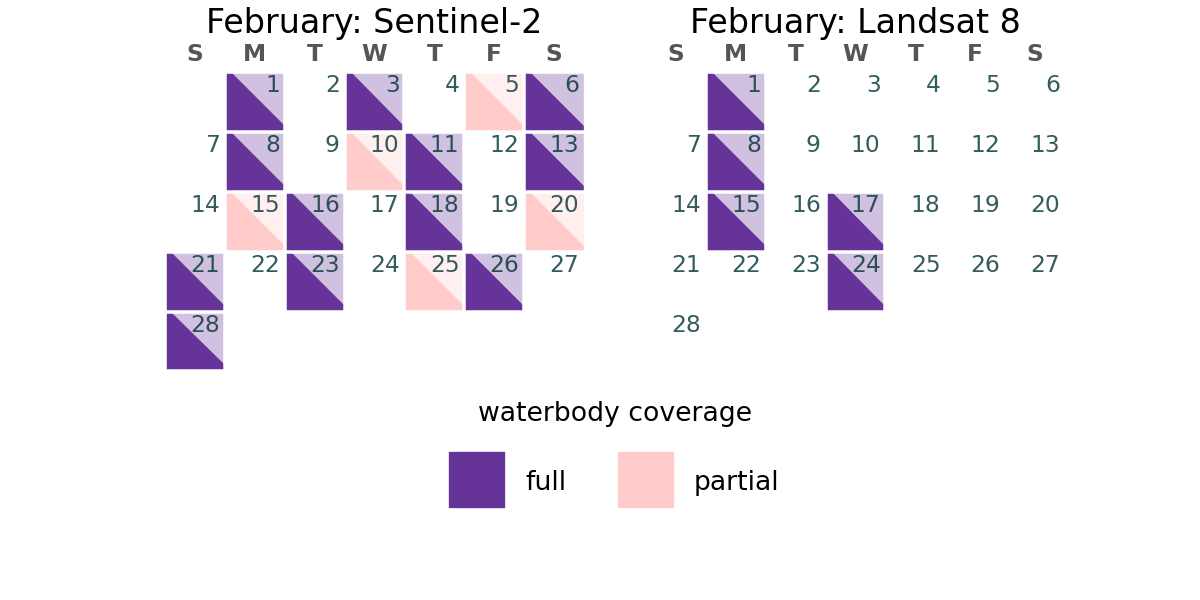 February: Sentinel-2
S M T W T F S
1 2 3 4 5 6
7 8 9 10 11 12 13
14 15 16 17 18 19 20
21 22 23 24 25 26 27
28
February: Landsat 8
S M T W T F S
1 2 3 4 5 6
7 8 9 10 11 12 13
14 15 16 17 18 19 20
21 22 23 24 25 26 27
28
waterbody coverage
full
partial